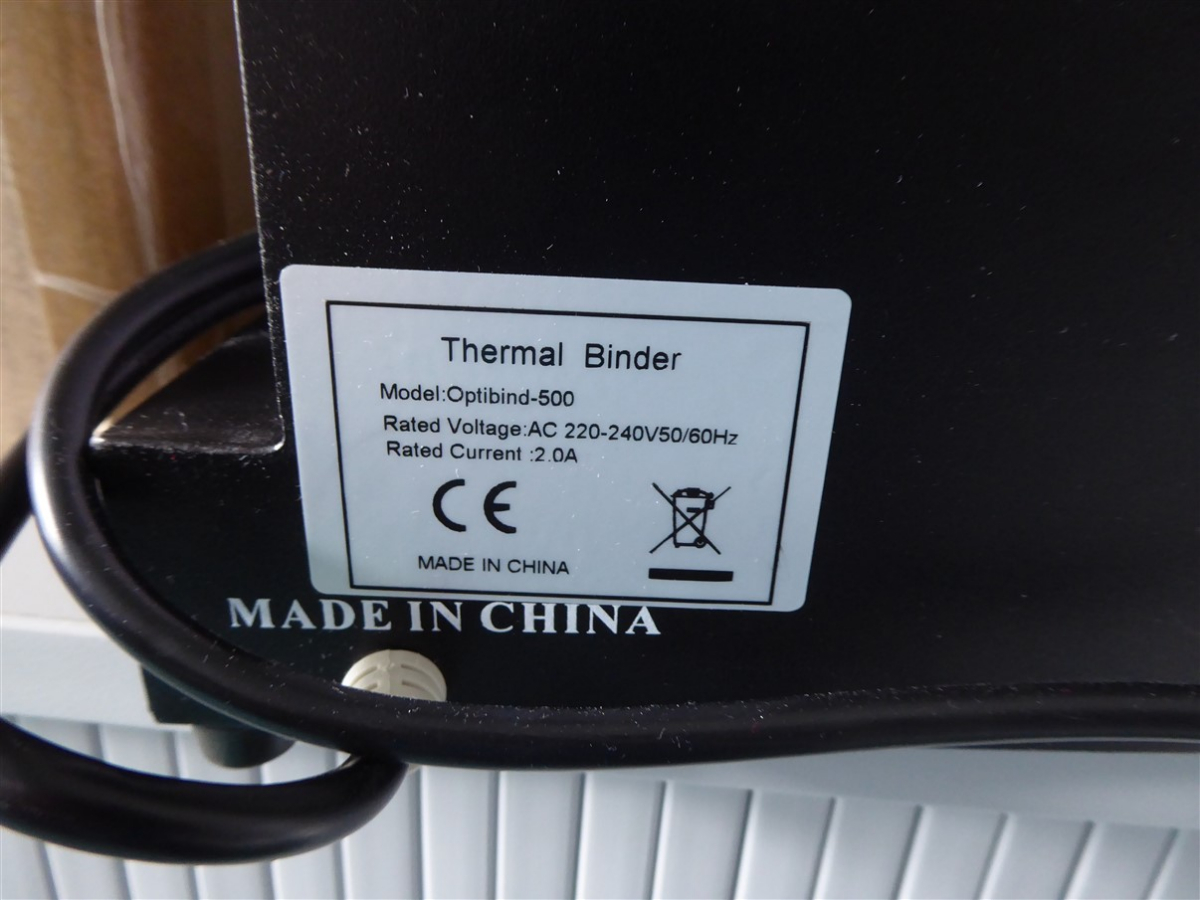 Thermal Binder
Model:Optibind-500
Rated Voltage:AC 220-240V50/60Hz
Rated Current :2.0A
CE
MADE IN CHINA
MADE IN CHINA